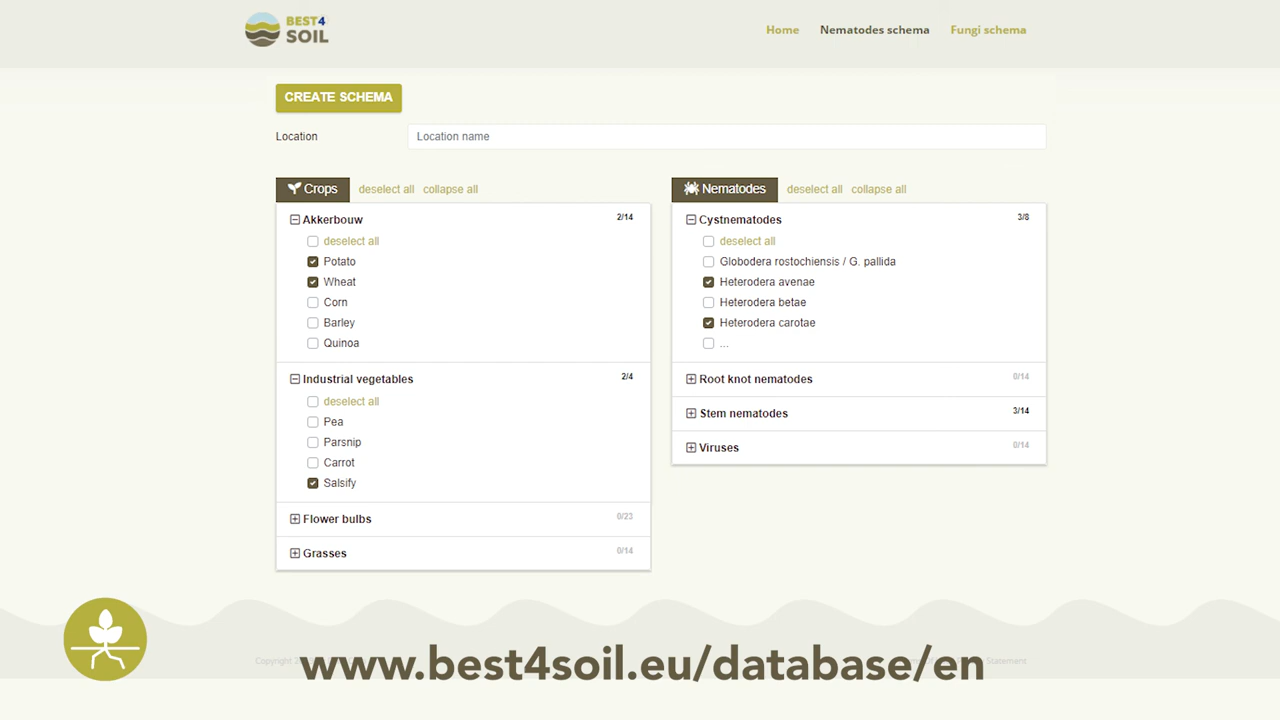 BEST4
SOIL
Home
Nematodes schema
Fungi schema
CREATE SCHEMA
Location
Location name
Crops
deselect all
collapse all
Akkerbouw
2/14
deselect all
Potato
Wheat
Corn
Barley
Quinoa
Industrial vegetables
2/4
deselect all
Pea
Parsnip
Carrot
Salsify
Flower bulbs
0/23
Grasses
0/14
Nematodes
deselect all
collapse all
Cystnematodes
3/8
deselect all
Globodera rostochiensis / G. pallida
Heterodera avenae
Heterodera betae
Heterodera carotae
...
Root knot nematodes
0/14
Stem nematodes
3/14
Viruses
0/14
Copyright
Statement
www.best4soil.eu/database/en